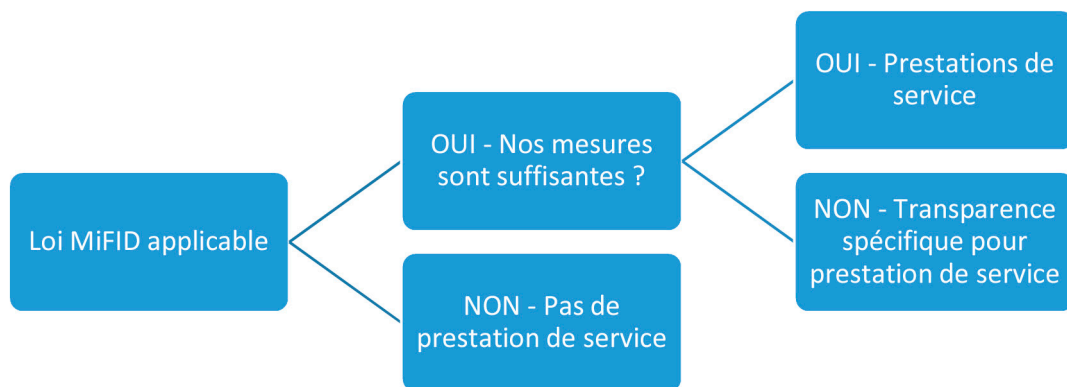 Loi MiFID applicable
OUI - Nos mesures
sont suffisantes ?
NON - Pas de
prestation de service
OUI - Prestations de
service
NON - Transparence
spécifique pour
prestation de service